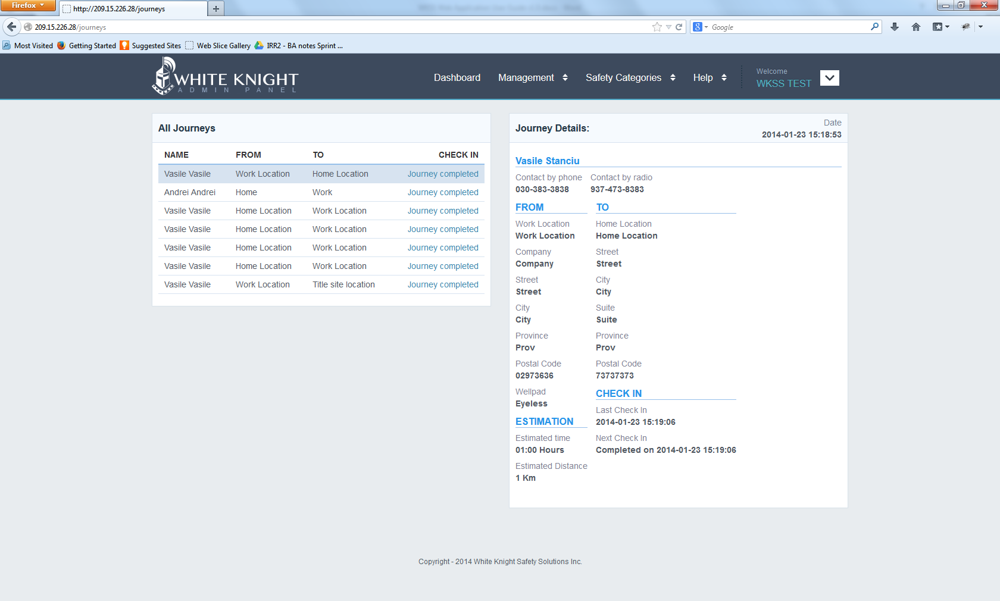 Firefox
http://209.15.226.28/journeys
209.15.226.28/journeys
Google
Most Visited Getting Started Suggested Sites Web Slice Gallery IRR2 - BA notes Sprint ...
WHITE KNIGHT
ADMIN PANEL
Dashboard Management Safety Categories Help
Welcome
WKSS TEST
All Journeys
NAME FROM TO CHECK IN
Vasile Vasile Work Location Home Location Journey completed
Andrei Andrei Home Work Journey completed
Vasile Vasile Home Location Work Location Journey completed
Vasile Vasile Home Location Work Location Journey completed
Vasile Vasile Home Location Work Location Journey completed
Vasile Vasile Home Location Work Location Journey completed
Vasile Vasile Work Location Title site location Journey completed
Journey Details:
Date
2014-01-23 15:18:53
Vasile Stanciu
Contact by phone Contact by radio
030-383-3838 937-473-8383
FROM
Work Location
Work Location
Company
Company
Street
Street
City
City
Province
Prov
Postal Code
02973636
Wellpad
Eyeless
ESTIMATION
Estimated time
01:00 Hours
Estimated Distance
1 Km
TO
Home Location
Home Location
Street
Street
City
City
Suite
Suite
Province
Prov
Postal Code
73737373
CHECK IN
Last Check In
2014-01-23 15:19:06
Next Check In
Completed on 2014-01-23 15:19:06
Copyright - 2014 White Knight Safety Solutions Inc.